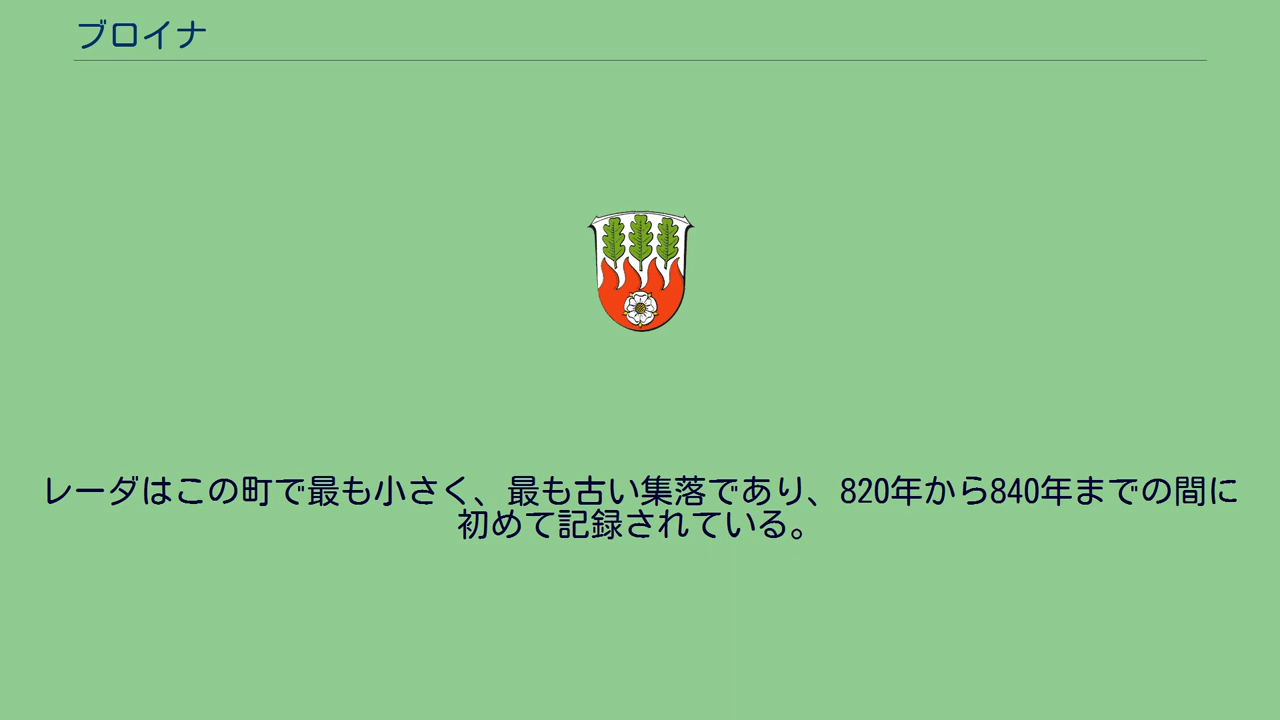 ブロイナ
レーダはこの町で最も小さく、最も古い集落であり、820年から840年までの間に
初めて記録されている。